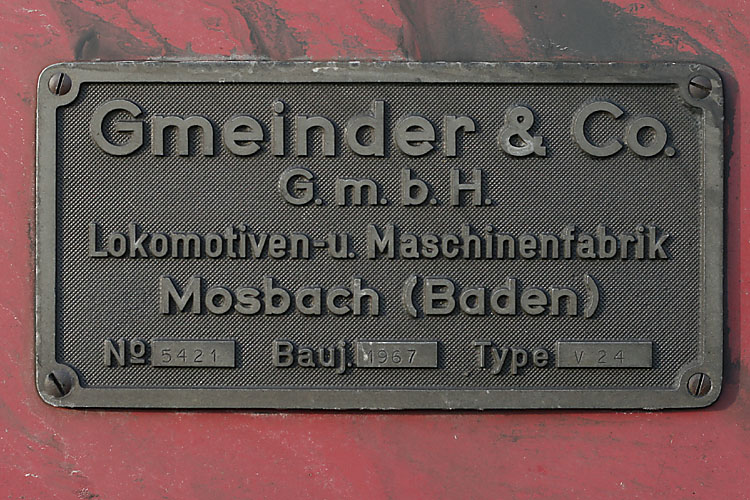 Gmeinder & Co.
G. m. b. H.
Lokomotiven-u. Maschinenfabrik
Mosbach (Baden)
Nº 5421 Bauj. 1967 Type V 24